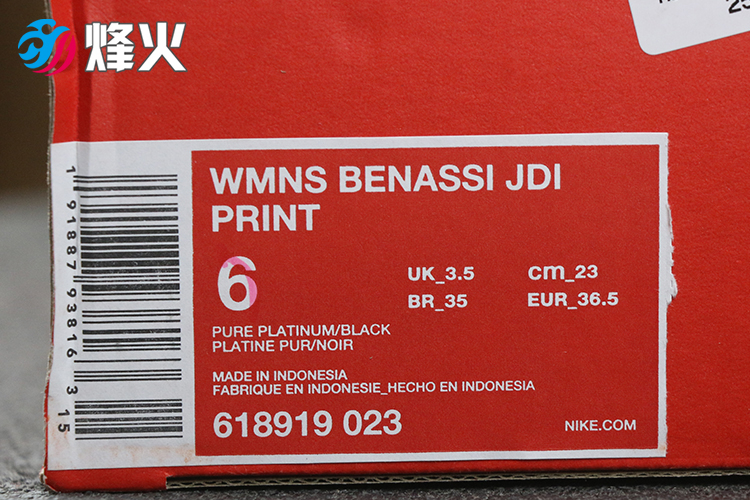 烽火
25
1 91887 93816 3 15
WMNS BENASSI JDI
PRINT
6
UK_3.5 cm_23
BR_35 EUR_36.5
PURE PLATINUM/BLACK
PLATINE PUR/NOIR
MADE IN INDONESIA
FABRIQUE EN INDONESIE_HECHO EN INDONESIA
618919 023 NIKE.COM